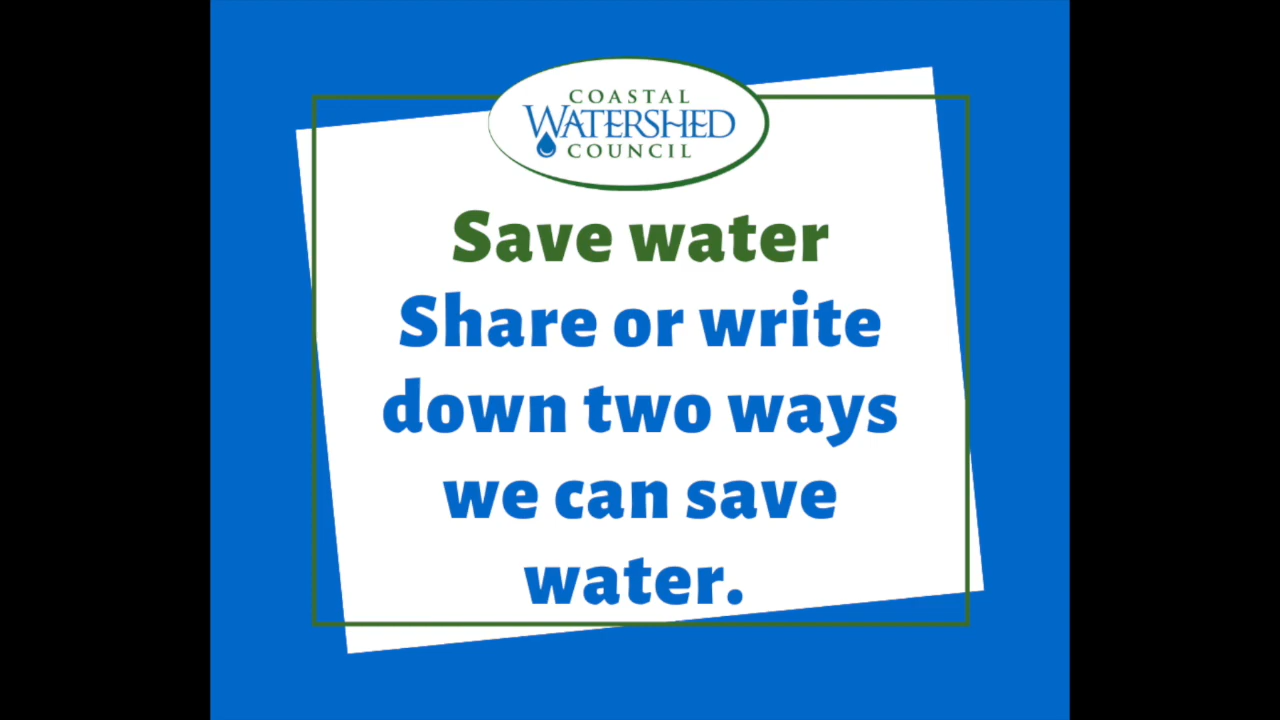 COASTAL
WATERSHED
COUNCIL
Save water
Share or write
down two ways
we can save
water.